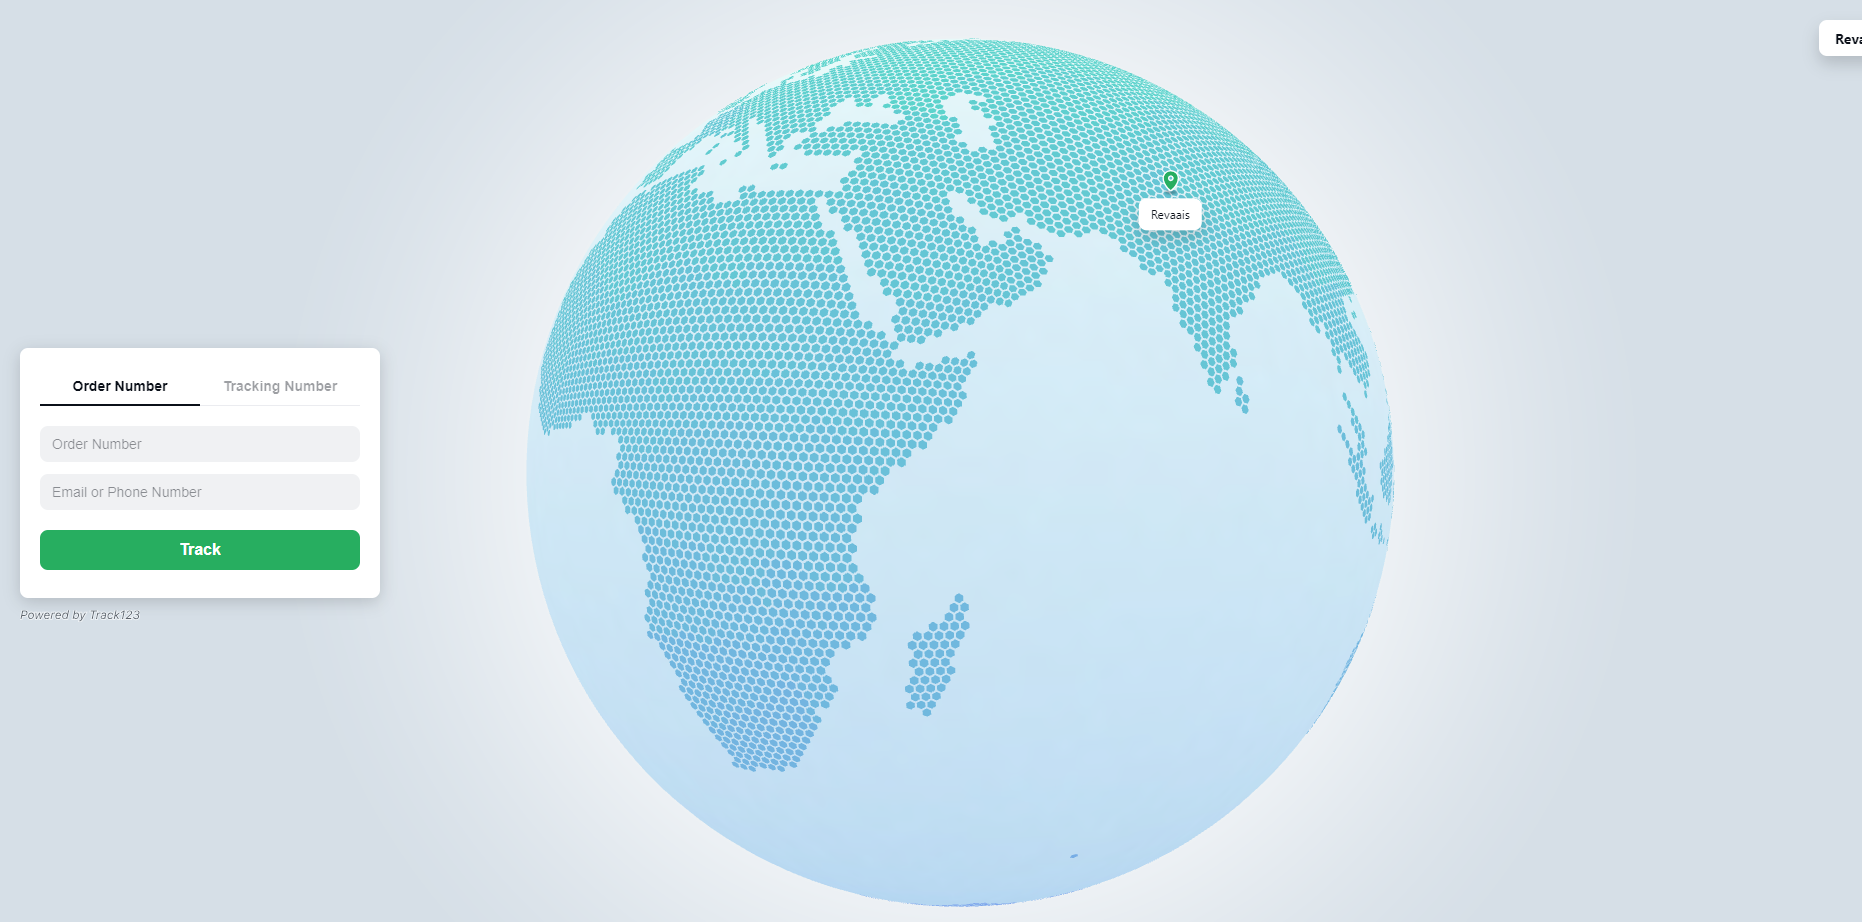 Reva
Revaais
Order Number
Tracking Number
Order Number
Email or Phone Number
Track
Powered by Track123